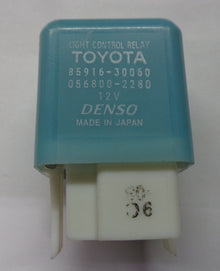 LIGHT CONTROL RELAY
TOYOTA
85916-30060
056800-2280
12V
DENSO
MADE IN JAPAN
06